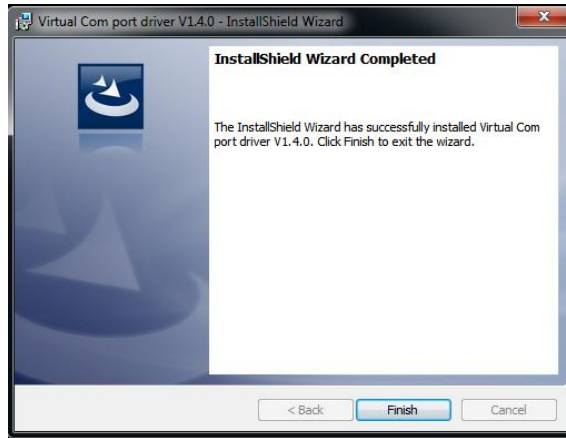 Virtual Com port driver V1.4.0 - InstallShield Wizard
InstallShield Wizard Completed
The InstallShield Wizard has successfully installed Virtual Com
port driver V1.4.0. Click Finish to exit the wizard.
< Back
Finish
Cancel